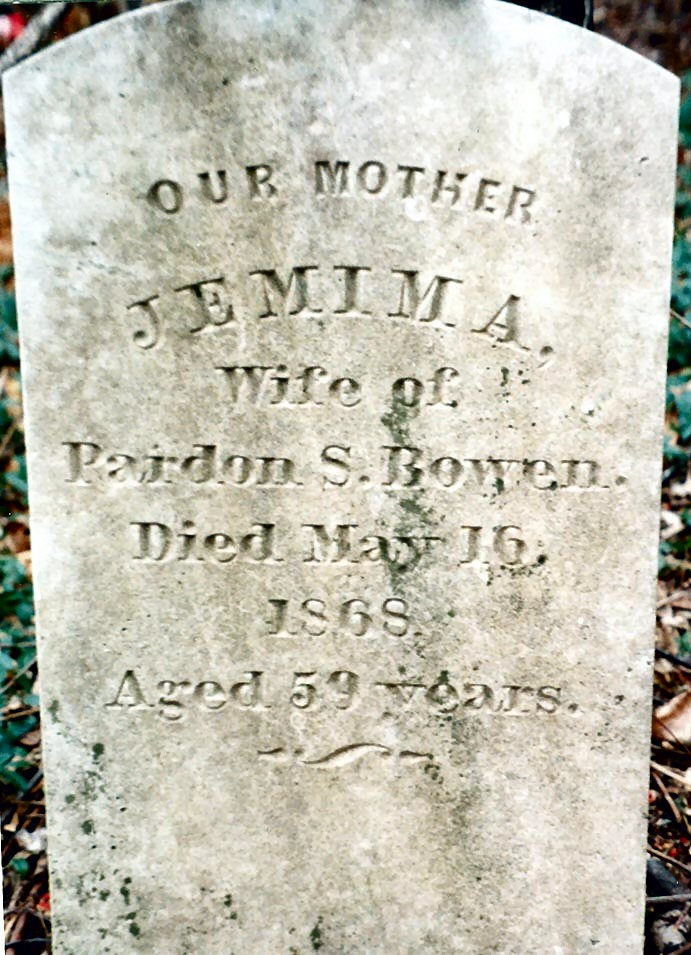 OUR MOTHER
JEMIMA,
Wife of
Pardon S. Bowen.
Died May 16,
1868.
Aged 59 years.